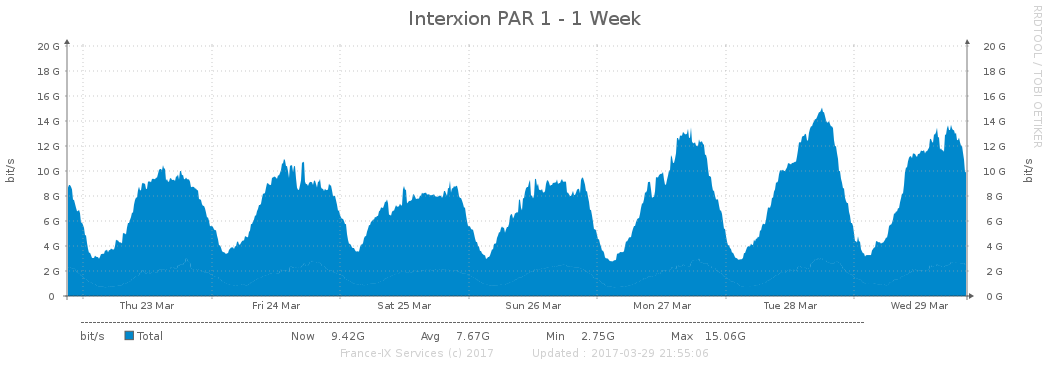 Interxion PAR 1 - 1 Week
RRDTOOL / TOBI OETIKER
bit/s
20 G 20 G
18 G 18 G
16 G 16 G
14 G 14 G
12 G 12 G
10 G 10 G
8 G 8 G
6 G 6 G
4 G 4 G
2 G 2 G
0 0 G
bit/s
Thu 23 Mar Fri 24 Mar Sat 25 Mar Sun 26 Mar Mon 27 Mar Tue 28 Mar Wed 29 Mar
bit/s Total Now 9.42G Avg 7.67G Min 2.75G Max 15.06G
France-IX Services (c) 2017 Updated : 2017-03-29 21:55:06